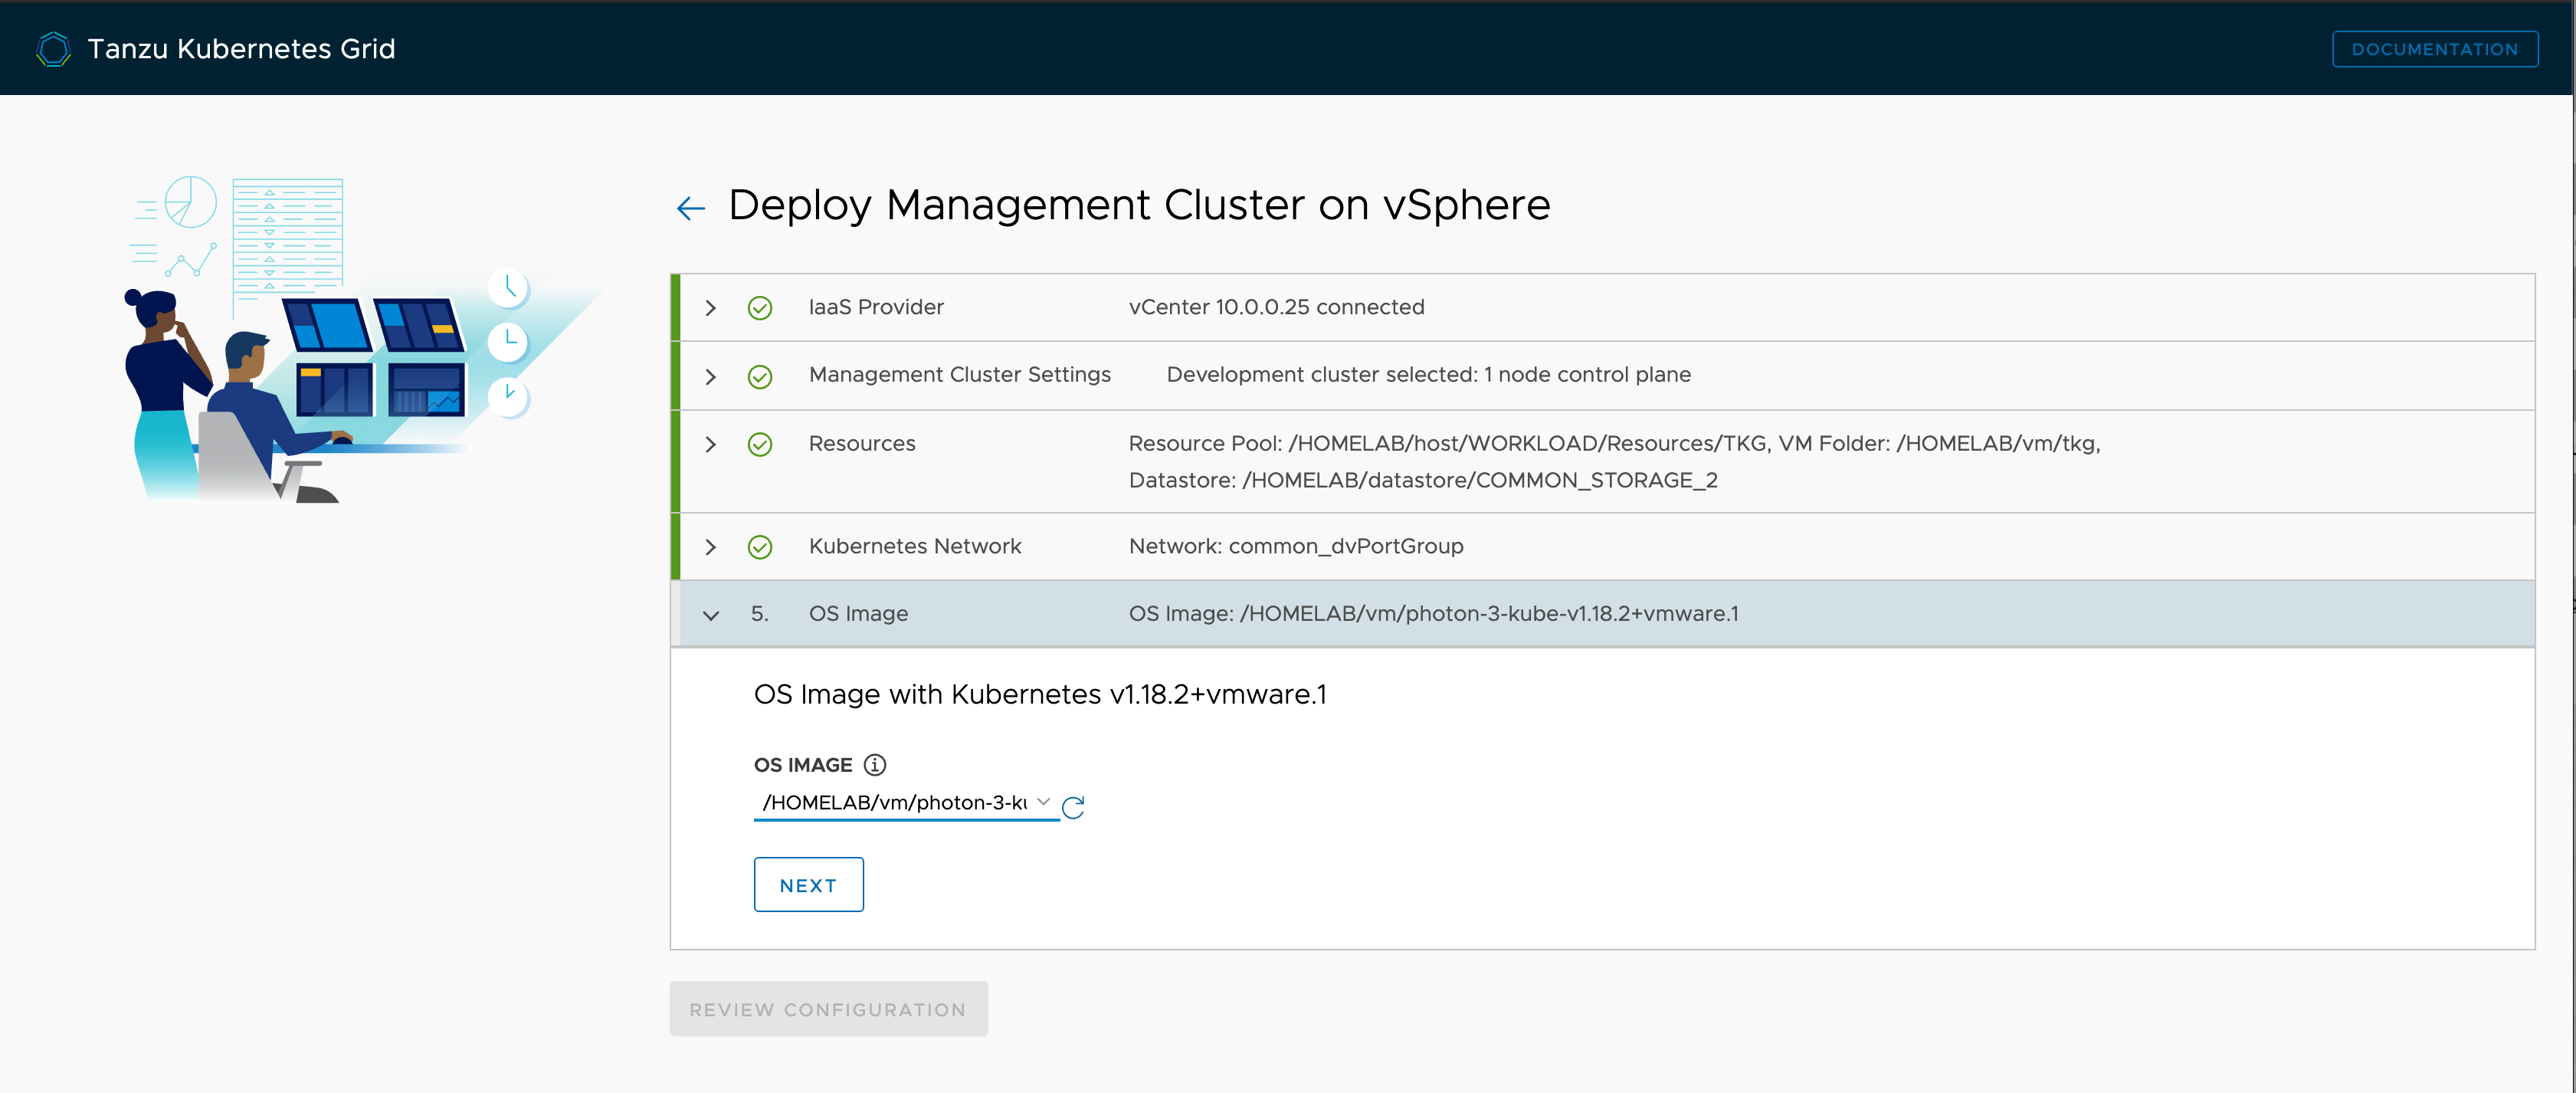 Tanzu Kubernetes Grid
DOCUMENTATION
Deploy Management Cluster on vSphere
IaaS Provider vCenter 10.0.0.25 connected
Management Cluster Settings Development cluster selected: 1 node control plane
Resources Resource Pool: /HOMELAB/host/WORKLOAD/Resources/TKG, VM Folder: /HOMELAB/vm/tkg,
Datastore: /HOMELAB/datastore/COMMON_STORAGE_2
Kubernetes Network Network: common_dvPortGroup
5. OS Image OS Image: /HOMELAB/vm/photon-3-kube-v1.18.2+vmware.1
OS Image with Kubernetes v1.18.2+vmware.1
OS IMAGE
/HOMELAB/vm/photon-3-ku
NEXT
REVIEW CONFIGURATION